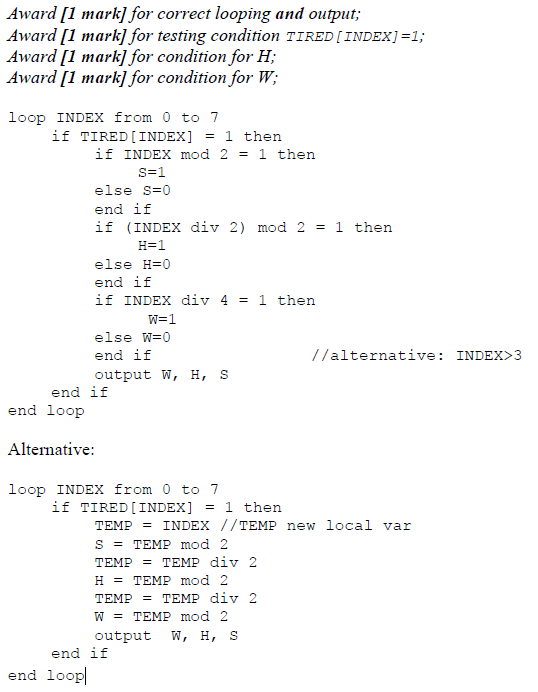 Award [1 mark] for correct looping and output;
Award [1 mark] for testing condition TIRED[INDEX]=1;
Award [1 mark] for condition for H;
Award [1 mark] for condition for W;
loop INDEX from 0 to 7
if TIRED[INDEX] = 1 then
if INDEX mod 2 = 1 then
S=1
else S=0
end if
if (INDEX div 2) mod 2 = 1 then
H=1
else H=0
end if
if INDEX div 4 = 1 then
W=1
else W=0
end if //alternative: INDEX>3
output W, H, S
end if
end loop
Alternative:
loop INDEX from 0 to 7
if TIRED[INDEX] = 1 then
TEMP = INDEX //TEMP new local var
S = TEMP mod 2
TEMP = TEMP div 2
H = TEMP mod 2
TEMP = TEMP div 2
W = TEMP mod 2
output W, H, S
end if
end loop